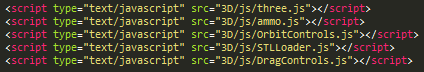 <script type="text/javascript" src="3D/js/three.js"></script>
<script type="text/javascript" src="3D/js/ammo.js"></script>
<script type="text/javascript" src="3D/js/OrbitControls.js"></script>
<script type="text/javascript" src="3D/js/STLLoader.js"></script>
<script type="text/javascript" src="3D/js/DragControls.js"></script>